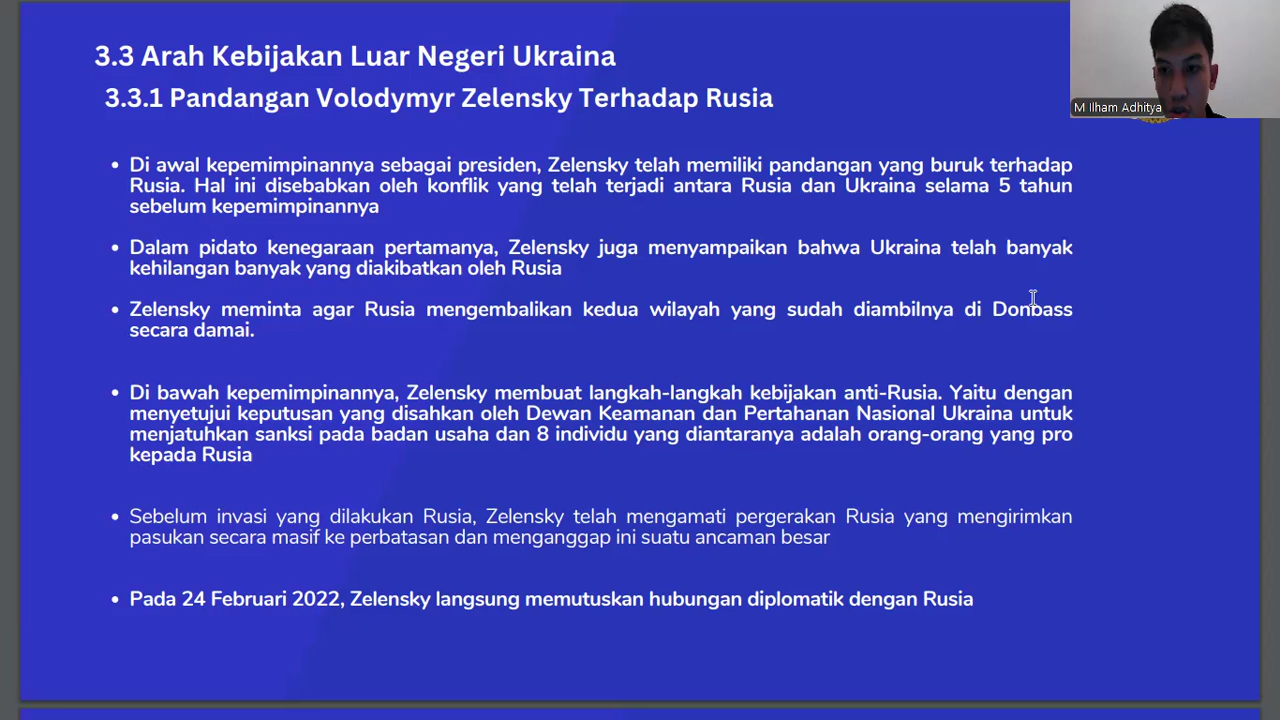 3.3 Arah Kebijakan Luar Negeri Ukraina
3.3.1 Pandangan Volodymyr Zelensky Terhadap Rusia
M Ilham Adhitya
• Di awal kepemimpinannya sebagai presiden, Zelensky telah memiliki pandangan yang buruk terhadap
Rusia. Hal ini disebabkan oleh konflik yang telah terjadi antara Rusia dan Ukraina selama 5 tahun
sebelum kepemimpinannya
• Dalam pidato kenegaraan pertamanya, Zelensky juga menyampaikan bahwa Ukraina telah banyak
kehilangan banyak yang diakibatkan oleh Rusia
• Zelensky meminta agar Rusia mengembalikan kedua wilayah yang sudah diambilnya di Donbass
secara damai.
• Di bawah kepemimpinannya, Zelensky membuat langkah-langkah kebijakan anti-Rusia. Yaitu dengan
menyetujui keputusan yang disahkan oleh Dewan Keamanan dan Pertahanan Nasional Ukraina untuk
menjatuhkan sanksi pada badan usaha dan 8 individu yang diantaranya adalah orang-orang yang pro
kepada Rusia
• Sebelum invasi yang dilakukan Rusia, Zelensky telah mengamati pergerakan Rusia yang mengirimkan
pasukan secara masif ke perbatasan dan menganggap ini suatu ancaman besar
• Pada 24 Februari 2022, Zelensky langsung memutuskan hubungan diplomatik dengan Rusia